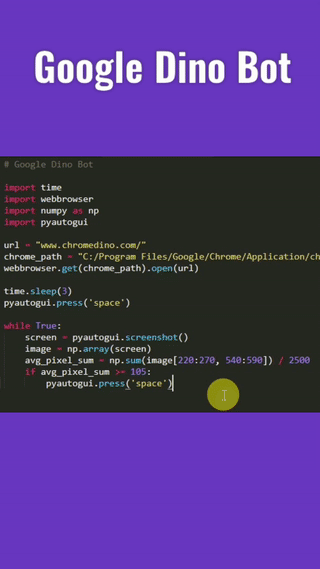 Google Dino Bot
# Google Dino Bot
import time
import webbrowser
import numpy as np
import pyautogui
url = "www.chromedino.com/"
chrome_path = "C:/Program Files/Google/Chrome/Application/ch
webbrowser.get(chrome_path).open(url)
time.sleep(3)
pyautogui.press('space')
while True:
    screen = pyautogui.screenshot()
    image = np.array(screen)
    avg_pixel_sum = np.sum(image[220:270, 540:590]) / 2500
    if avg_pixel_sum >= 105:
        pyautogui.press('space')